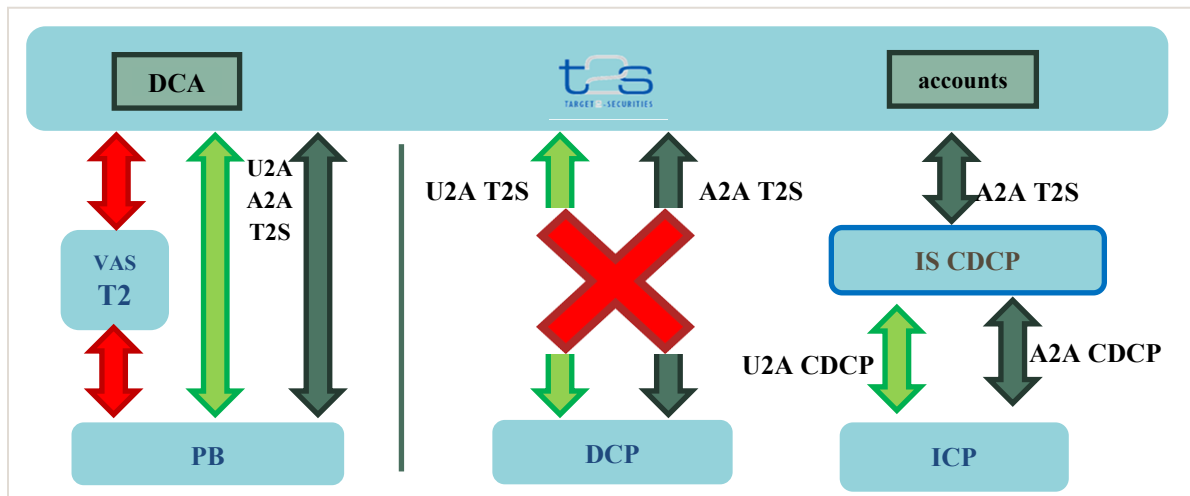 DCA
t2s
TARGET2-SECURITIES
accounts
U2A
A2A
T2S
U2A T2S
A2A T2S
A2A T2S
VAS
T2
IS CDCP
U2A CDCP
A2A CDCP
PB
DCP
ICP